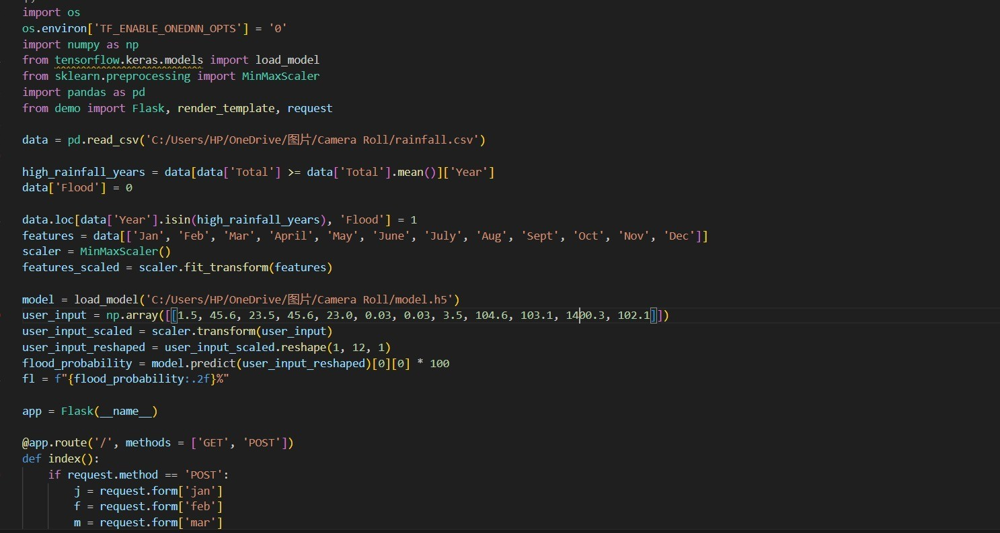 import os
os.environ['TF_ENABLE_ONEDNN_OPTS'] = '0'
import numpy as np
from tensorflow.keras.models import load_model
from sklearn.preprocessing import MinMaxScaler
import pandas as pd
from demo import Flask, render_template, request

data = pd.read_csv('C:/Users/HP/OneDrive/图片/Camera Roll/rainfall.csv')

high_rainfall_years = data[data['Total'] >= data['Total'].mean()]['Year']
data['Flood'] = 0

data.loc[data['Year'].isin(high_rainfall_years), 'Flood'] = 1
features = data[['Jan', 'Feb', 'Mar', 'April', 'May', 'June', 'July', 'Aug', 'Sept', 'Oct', 'Nov', 'Dec']]
scaler = MinMaxScaler()
features_scaled = scaler.fit_transform(features)

model = load_model('C:/Users/HP/OneDrive/图片/Camera Roll/model.h5')
user_input = np.array([[1.5, 45.6, 23.5, 45.6, 23.0, 0.03, 0.03, 3.5, 104.6, 103.1, 1400.3, 102.1]])
user_input_scaled = scaler.transform(user_input)
user_input_reshaped = user_input_scaled.reshape(1, 12, 1)
flood_probability = model.predict(user_input_reshaped)[0][0] * 100
fl = f"{flood_probability:.2f}%"

app = Flask(__name__)

@app.route('/', methods = ['GET', 'POST'])
def index():
    if request.method == 'POST':
        j = request.form['jan']
        f = request.form['feb']
        m = request.form['mar']